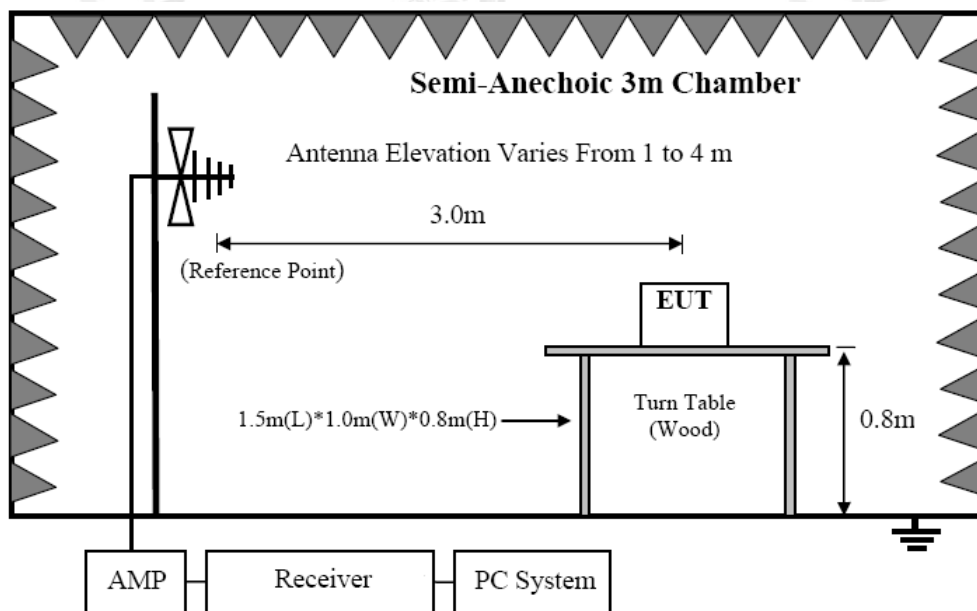 Semi-Anechoic 3m Chamber
Antenna Elevation Varies From 1 to 4 m
3.0m
(Reference Point)
EUT
1.5m(L)*1.0m(W)*0.8m(H)
Turn Table
(Wood)
0.8m
AMP
Receiver
PC System